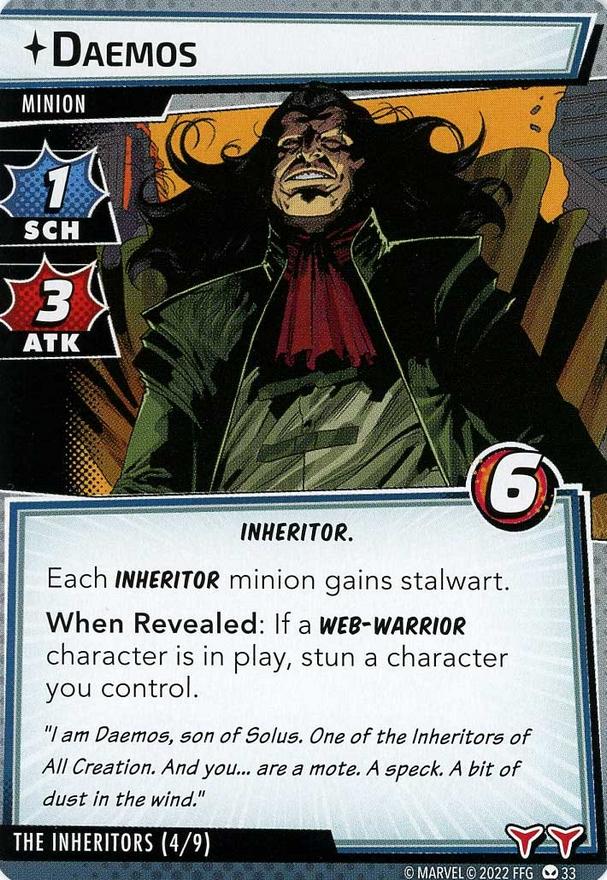 DAEMOS
MINION
1
SCH
3
ATK
6
INHERITOR.
Each INHERITOR minion gains stalwart.
When Revealed: If a WEB-WARRIOR
character is in play, stun a character
you control.
"I am Daemos, son of Solus. One of the Inheritors of
All Creation. And you... are a mote. A speck. A bit of
dust in the wind."
THE INHERITORS (4/9)
© MARVEL © 2022 FFG 33